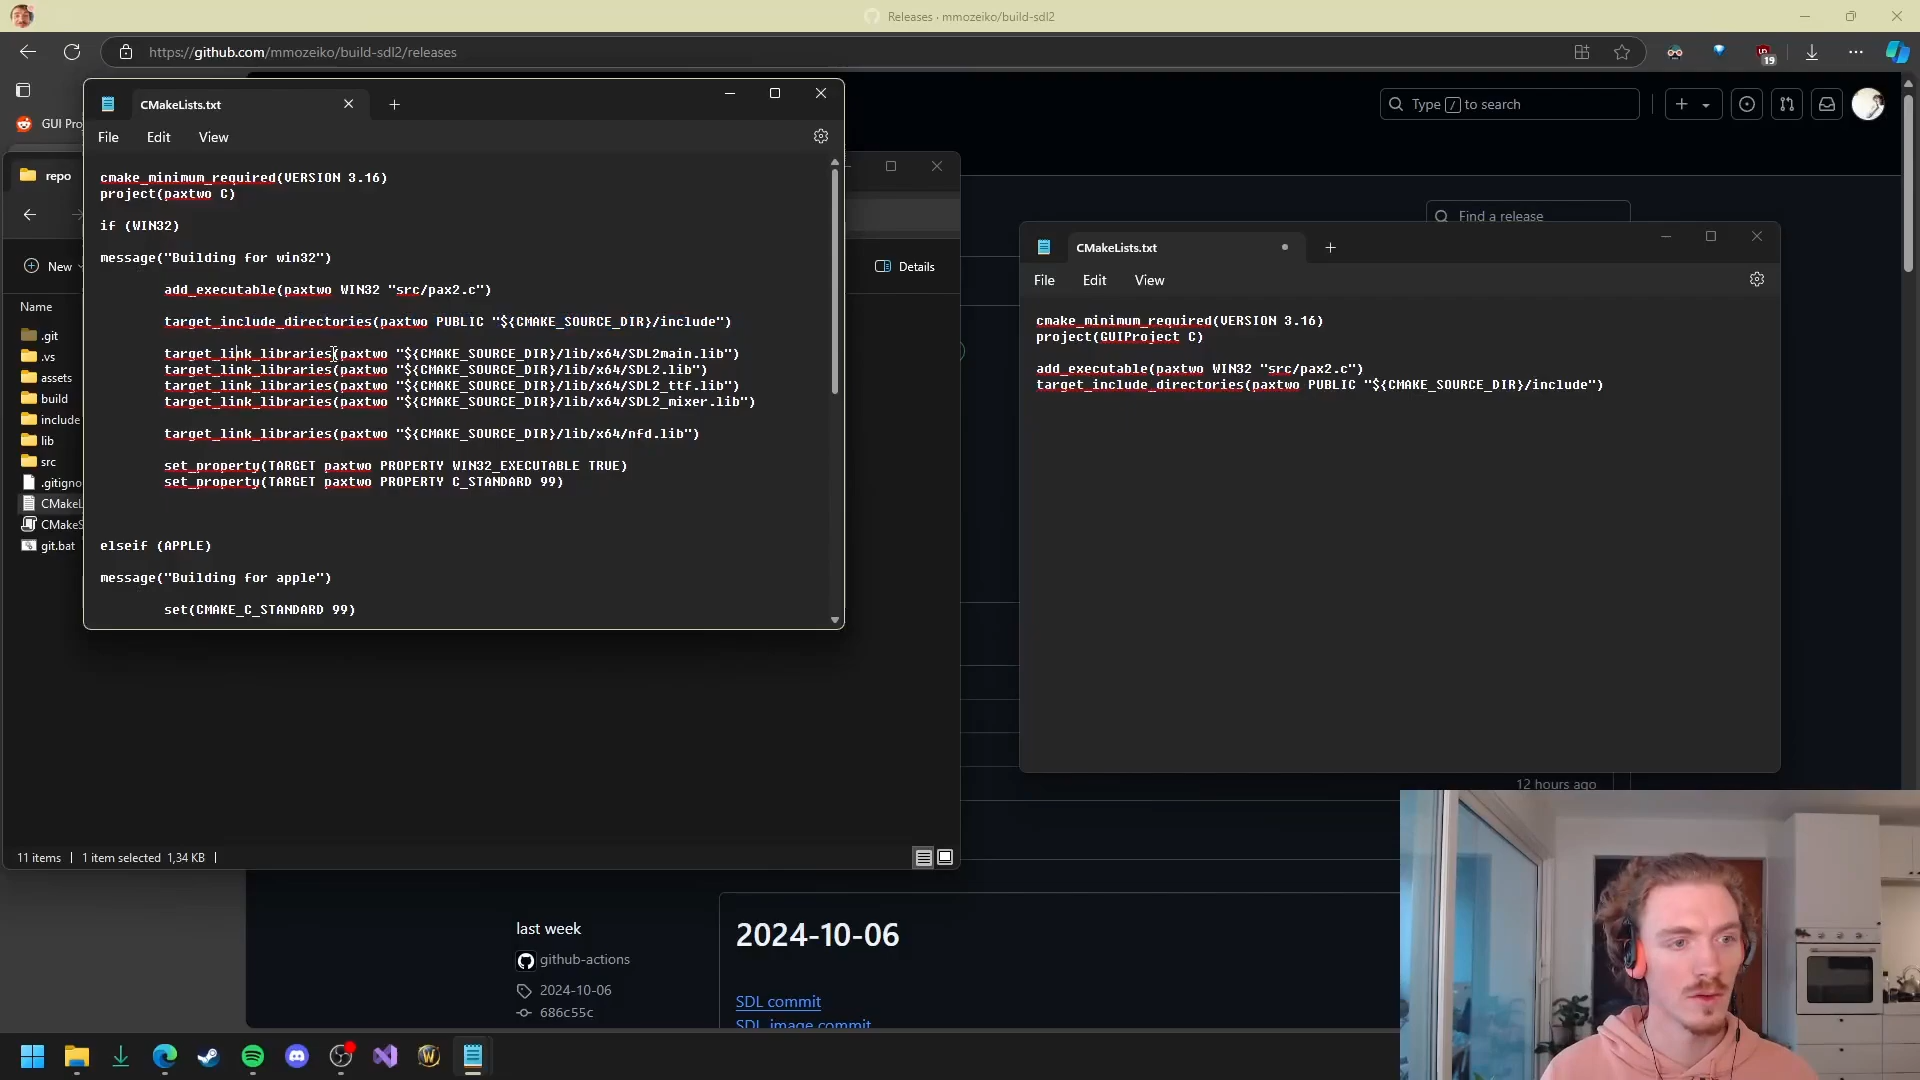 Releases · mmozeiko/build-sdl2
https://github.com/mmozeiko/build-sdl2/releases
19
GUI Pro
Type / to search
CMakeLists.txt
File Edit View
cmake_minimum_required(VERSION 3.16)
project(paxtwo C)
if (WIN32)
message("Building for win32")
add_executable(paxtwo WIN32 "src/pax2.c")
target_include_directories(paxtwo PUBLIC "${CMAKE_SOURCE_DIR}/include")
target_link_libraries(paxtwo "${CMAKE_SOURCE_DIR}/lib/x64/SDL2main.lib")
target_link_libraries(paxtwo "${CMAKE_SOURCE_DIR}/lib/x64/SDL2.lib")
target_link_libraries(paxtwo "${CMAKE_SOURCE_DIR}/lib/x64/SDL2_ttf.lib")
target_link_libraries(paxtwo "${CMAKE_SOURCE_DIR}/lib/x64/SDL2_mixer.lib")
target_link_libraries(paxtwo "${CMAKE_SOURCE_DIR}/lib/x64/nfd.lib")
set_property(TARGET paxtwo PROPERTY WIN32_EXECUTABLE TRUE)
set_property(TARGET paxtwo PROPERTY C_STANDARD 99)
elseif (APPLE)
message("Building for apple")
set(CMAKE_C_STANDARD 99)
repo
New
Details
Name
.git
.vs
assets
build
include
lib
src
.gitigno
CMakeL
CMakeS
git.bat
11 items | 1 item selected 1,34 KB |
Find a release
CMakeLists.txt
File Edit View
cmake_minimum_required(VERSION 3.16)
project(GUIProject C)
add_executable(paxtwo WIN32 "src/pax2.c")
target_include_directories(paxtwo PUBLIC "${CMAKE_SOURCE_DIR}/include")
12 hours ago
last week
github-actions
2024-10-06
686c55c
2024-10-06
SDL commit
SDL image commit